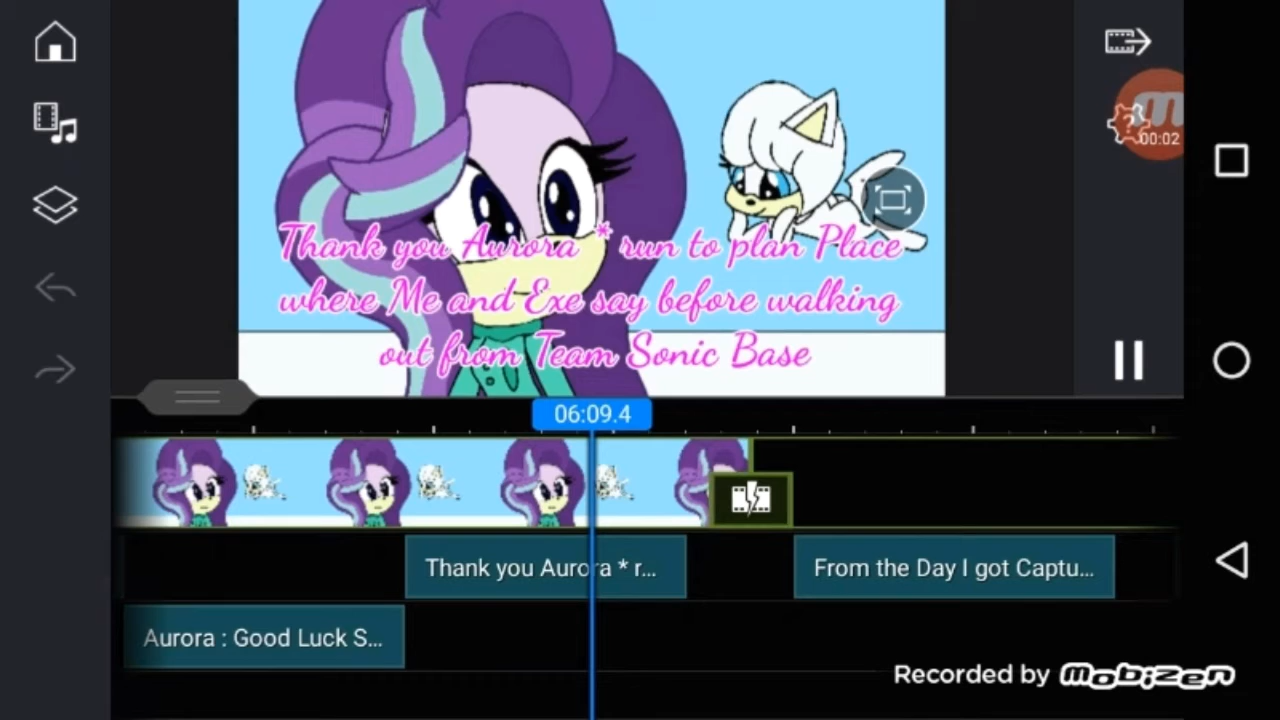 00:02
Thank you Aurora * run to plan Place
where Me and Exe say before walking
out from Team Sonic Base
06:09.4
Thank you Aurora * r...
From the Day I got Captu...
Aurora : Good Luck S...
Recorded by mobizen